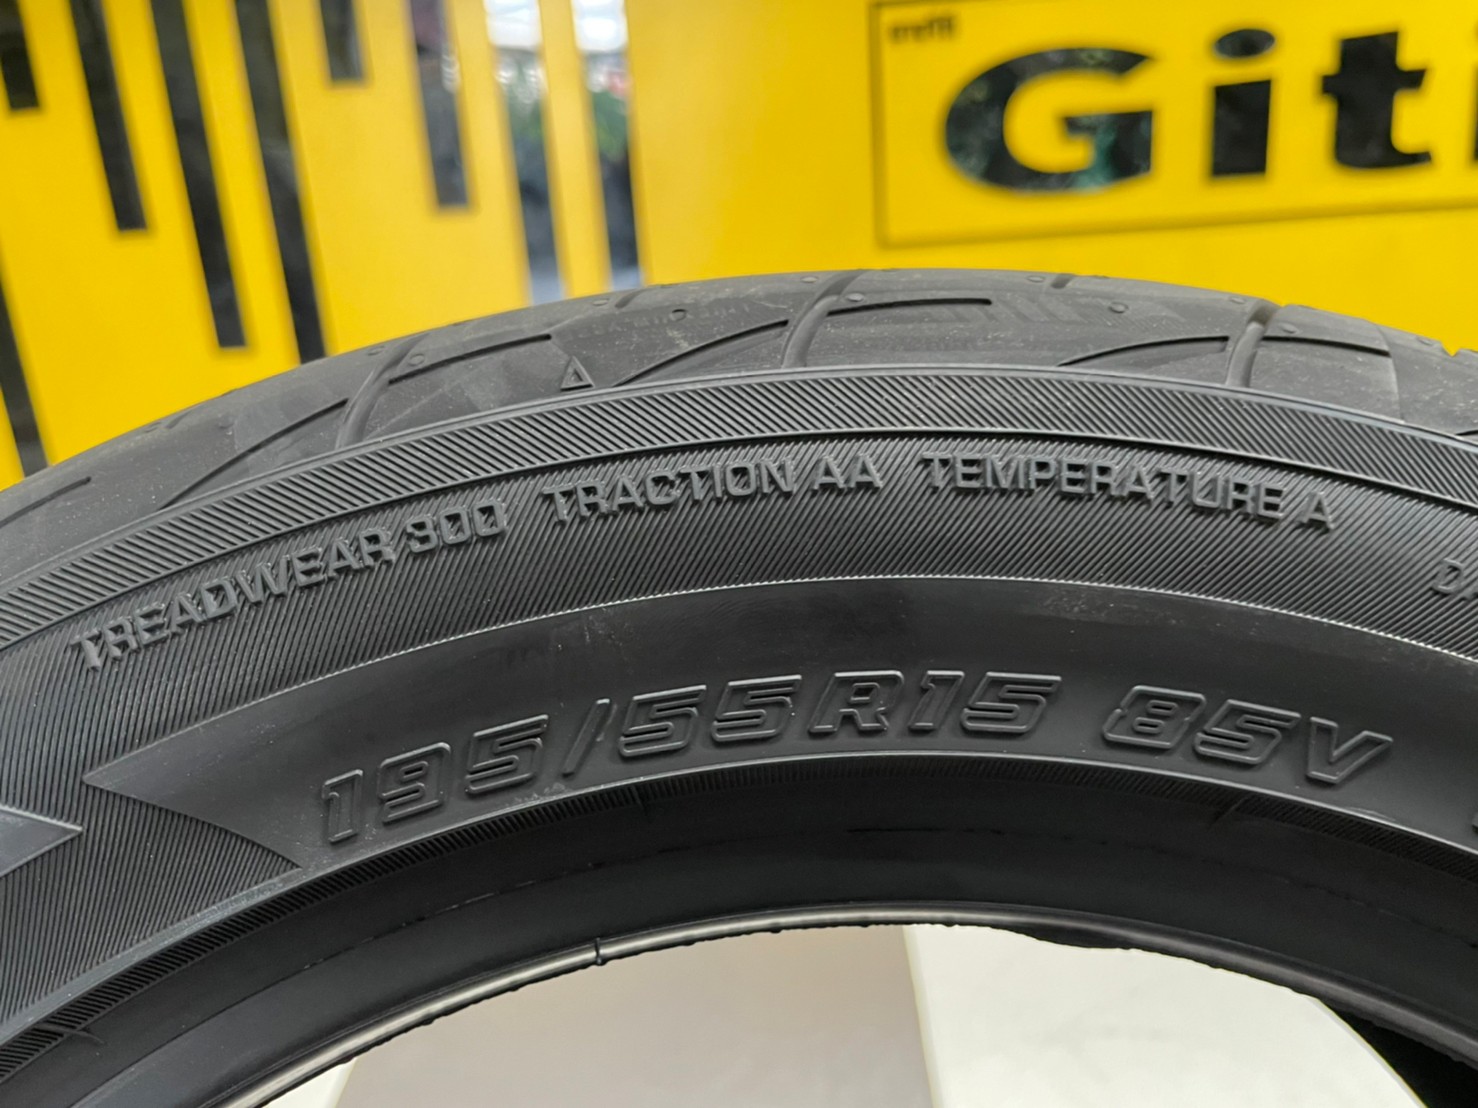 Giti
TREADWEAR 300 TRACTION AA TEMPERATURE A
195/55R15 85V